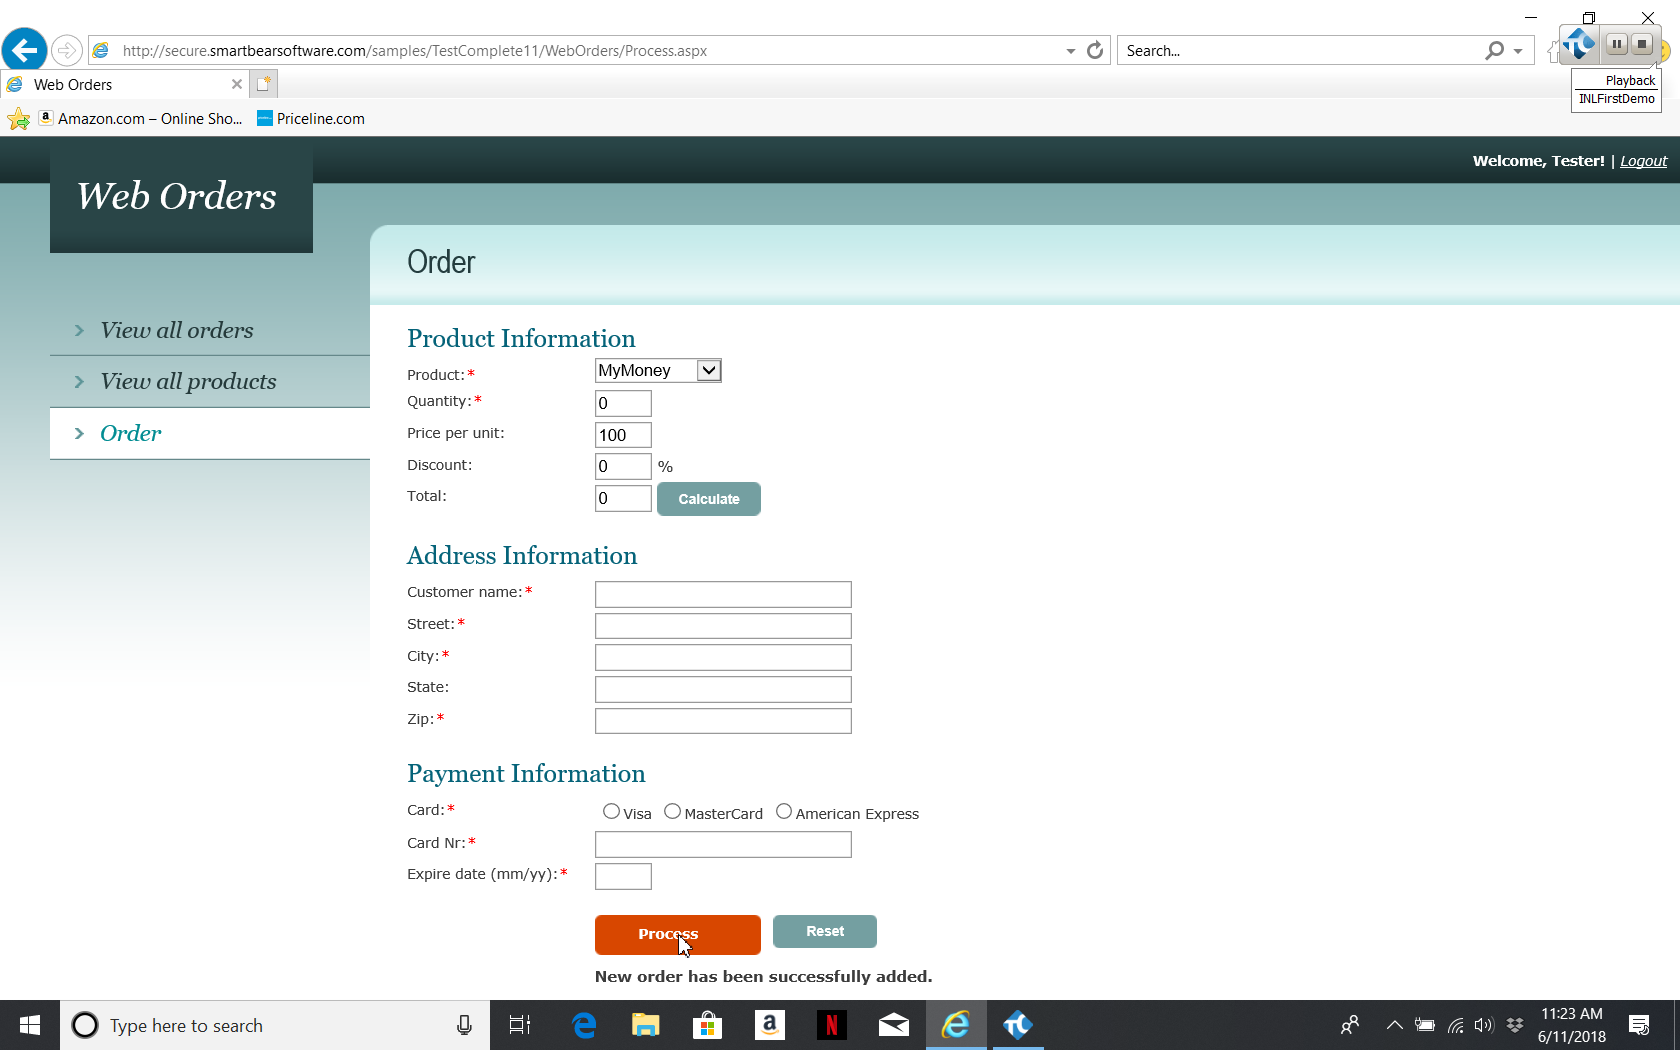 http://secure.smartbearsoftware.com/samples/TestComplete11/WebOrders/Process.aspx
Search...
Playback
INLFirstDemo
Web Orders
Amazon.com – Online Sho...
Priceline.com
Welcome, Tester! | Logout
Web Orders
View all orders
View all products
Order
Order
Product Information
Product:* MyMoney
Quantity:* 0
Price per unit: 100
Discount: 0 %
Total: 0 Calculate
Address Information
Customer name:*
Street:*
City:*
State:
Zip:*
Payment Information
Card:* Visa MasterCard American Express
Card Nr:*
Expire date (mm/yy):*
Process Reset
New order has been successfully added.
Type here to search
11:23 AM
6/11/2018